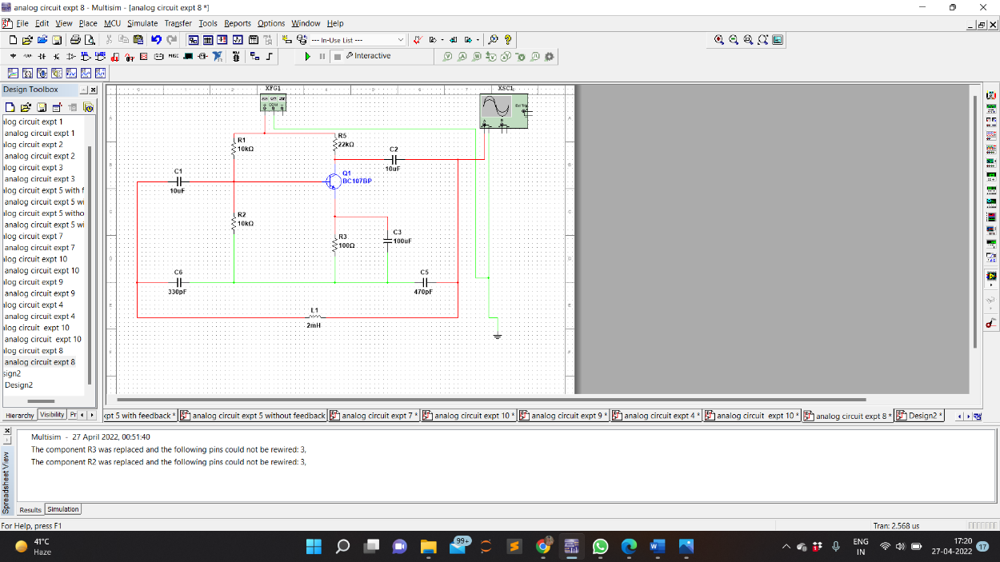 analog circuit expt 8 - Multisim - [analog circuit expt 8 *]
File Edit View Place MCU Simulate Transfer Tools Reports Options Window Help
--- In-Use List ---
Interactive
Design Toolbox
alog circuit expt 1
analog circuit expt 1
alog circuit expt 2
analog circuit expt 2
alog circuit expt 3
analog circuit expt 3
alog circuit expt 5 with f
analog circuit expt 5 wi
alog circuit expt 5 witho
analog circuit expt 5 wi
alog circuit expt 7
analog circuit expt 7
alog circuit expt 10
analog circuit expt 10
alog circuit expt 9
analog circuit expt 9
alog circuit expt 4
analog circuit expt 4
alog circuit  expt 10
analog circuit  expt 10
alog circuit expt 8
analog circuit expt 8
sign2
Design2
Hierarchy Visibility Pr
XFG1
COM
XSC1
Ext Trig
A
B
R1
10kΩ
R5
22kΩ
C2
10uF
C1
10uF
Q1
BC107BP
R2
10kΩ
R3
100Ω
C3
100uF
C6
330pF
C5
470pF
L1
2mH
xpt 5 with feedback * analog circuit expt 5 without feedback analog circuit expt 7 * analog circuit expt 10 * analog circuit expt 9 * analog circuit expt 4 * analog circuit  expt 10 * analog circuit expt 8 * Design2 *
Spreadsheet View
Multisim  -  27 April 2022, 00:51:40
The component R3 was replaced and the following pins could not be rewired: 3,
The component R2 was replaced and the following pins could not be rewired: 3,
Results Simulation
For Help, press F1
Tran: 2.568 us
41°C
Haze
99+
ENG
IN
17:20
27-04-2022
17